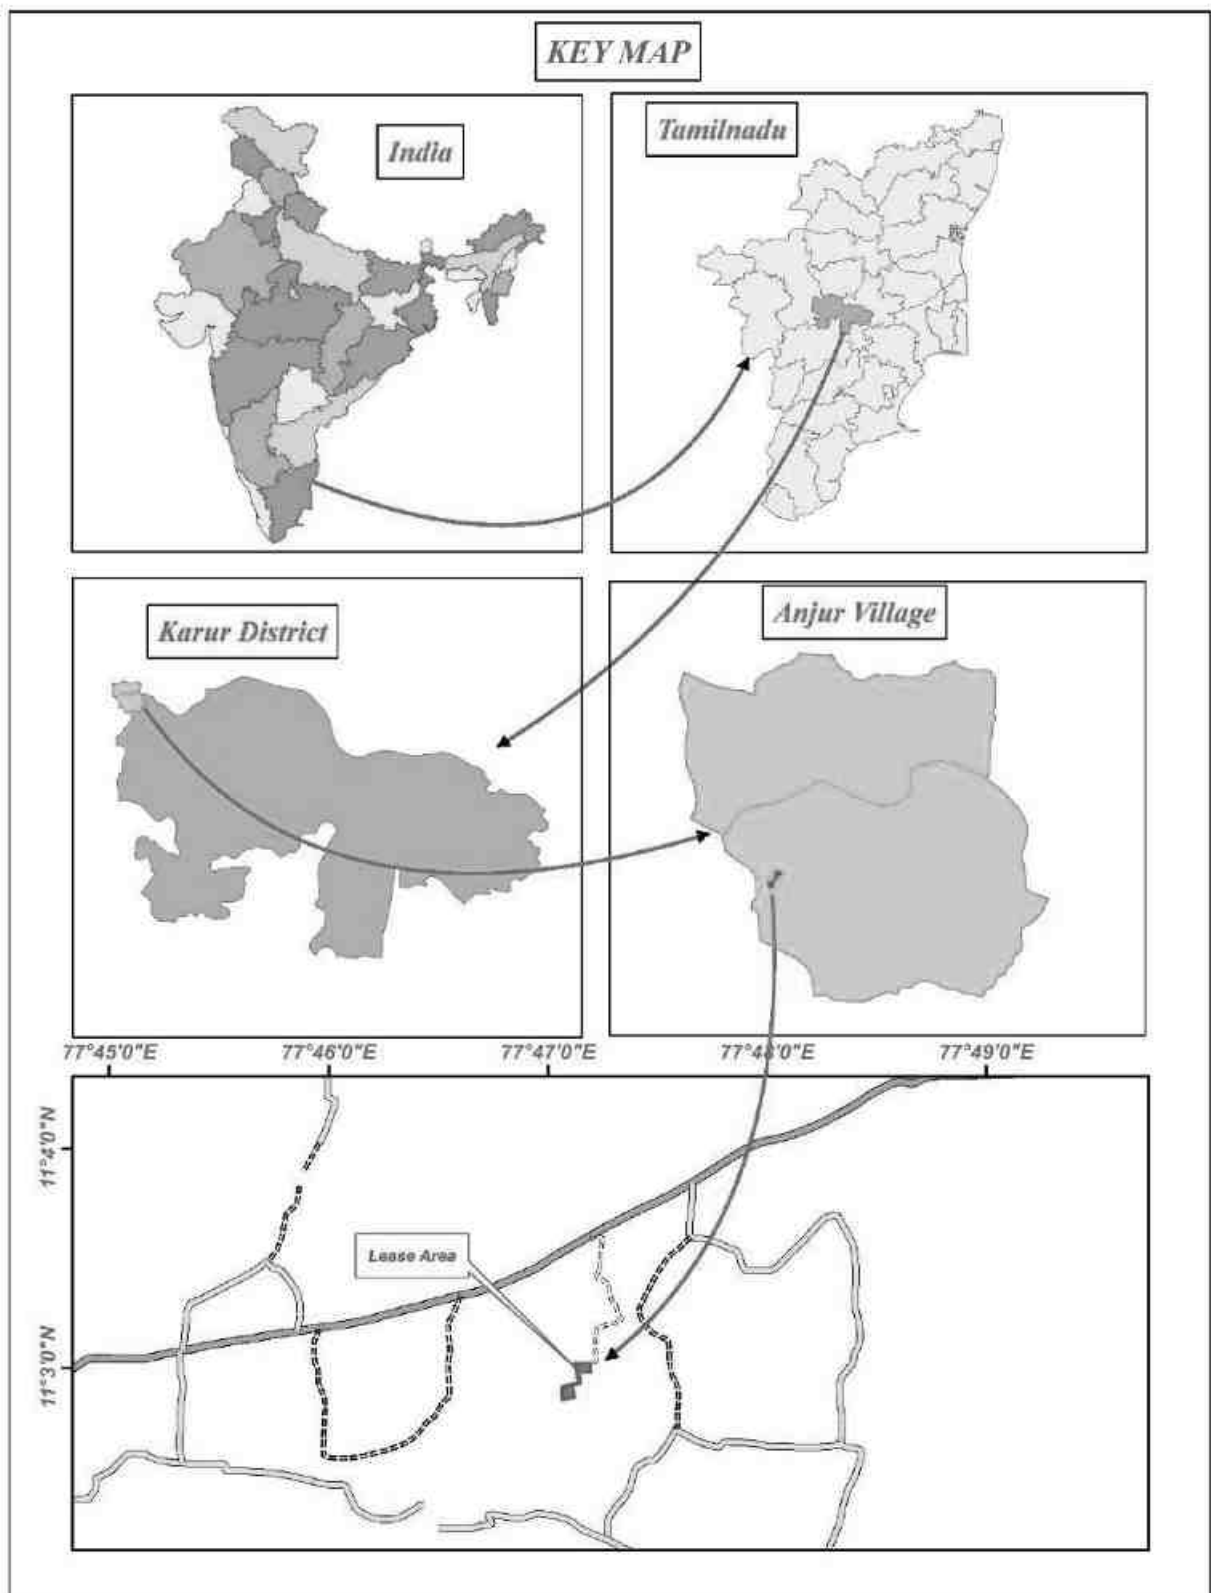 KEY MAP
India
Tamilnadu
Karur District
Anjur Village
77°45'0"E
77°46'0"E
77°47'0"E
77°48'0"E
77°49'0"E
11°4'0"N
Lease Area
11°3'0"N